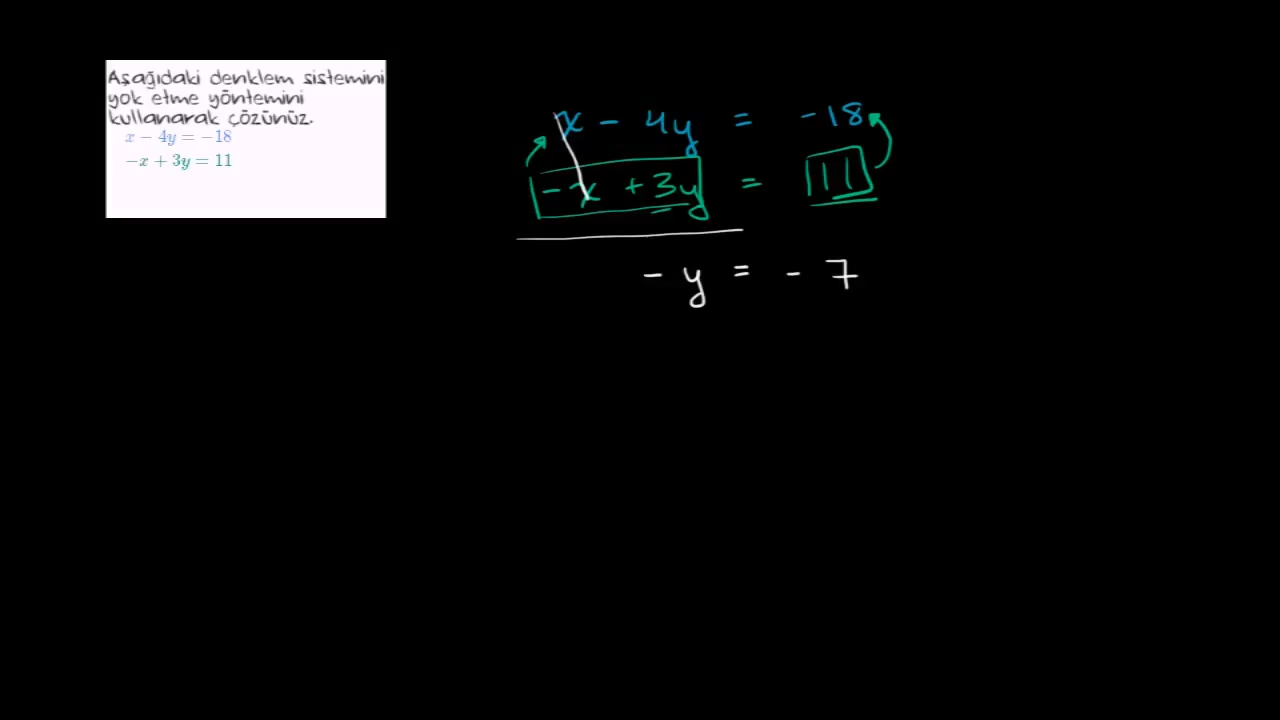 Aşağıdaki denklem sistemini
yok etme yöntemini
kullanarak çözünüz.
x − 4y = −18
−x + 3y = 11
x − 4y = −18
−x + 3y = 11
−y = −7